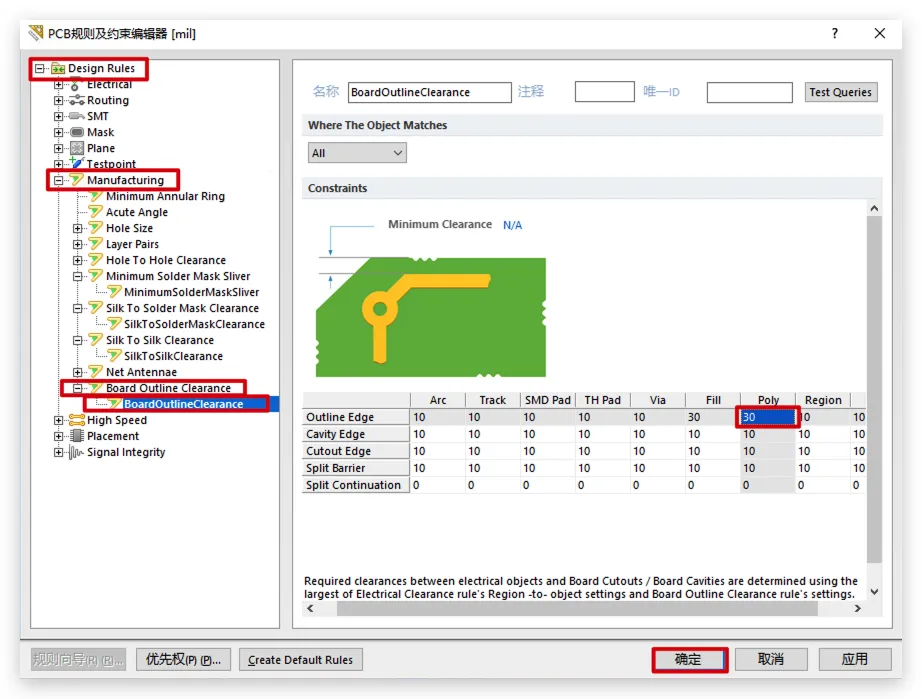 PCB规则及约束编辑器 [mil]
?
Design Rules
Electrical
Routing
SMT
Mask
Plane
Testpoint
Manufacturing
Minimum Annular Ring
Acute Angle
Hole Size
Layer Pairs
Hole To Hole Clearance
Minimum Solder Mask Sliver
MinimumSolderMaskSliver
Silk To Solder Mask Clearance
SilkToSolderMaskClearance
Silk To Silk Clearance
SilkToSilkClearance
Net Antennae
Board Outline Clearance
BoardOutlineClearance
High Speed
Placement
Signal Integrity
名称 BoardOutlineClearance 注释 唯一ID Test Queries
Where The Object Matches
All
Constraints
Minimum Clearance N/A
Arc Track SMD Pad TH Pad Via Fill Poly Region
Outline Edge 10 10 10 10 10 30 30 10 10
Cavity Edge 10 10 10 10 10 10 10 10 10
Cutout Edge 10 10 10 10 10 10 10 10 10
Split Barrier 10 10 10 10 10 10 10 10 10
Split Continuation 0 0 0 0 0 0 0 0 0
Required clearances between electrical objects and Board Cutouts / Board Cavities are determined using the
largest of Electrical Clearance rule's Region -to- object settings and Board Outline Clearance rule's settings.
规则向导(R) (R)... 优先权(P) (P)... Create Default Rules 确定 取消 应用